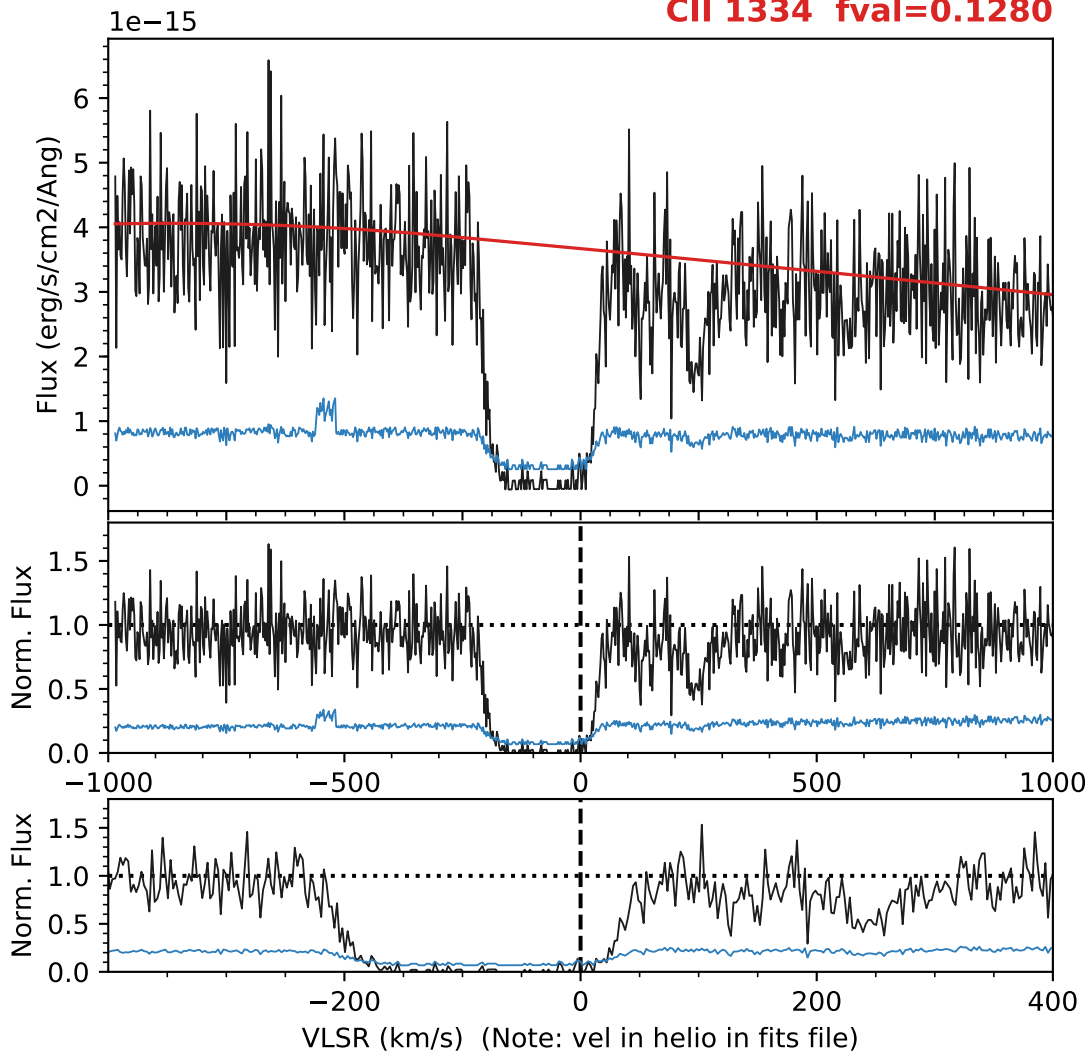 1e−15
CII 1334 fval=0.1280
Flux (erg/s/cm2/Ang)
6
5
4
3
2
1
0
Norm. Flux
1.5
1.0
0.5
0.0
−1000 −500 0 500 1000
Norm. Flux
1.5
1.0
0.5
0.0
−200 0 200 400
VLSR (km/s) (Note: vel in helio in fits file)